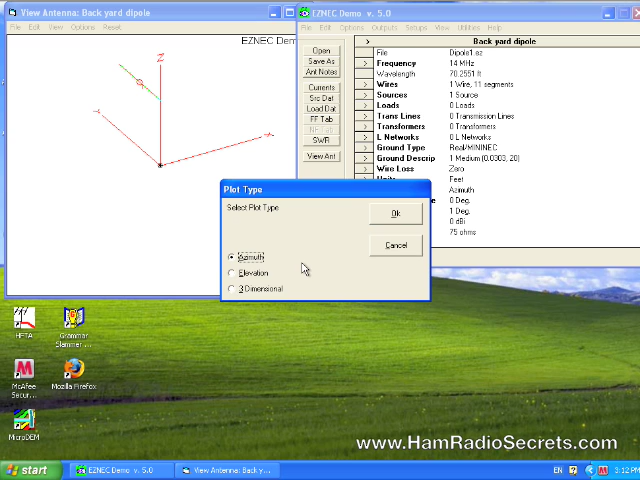 View Antenna: Back yard dipole
File Edit View Options Reset
EZNEC Dem
Z
EZNEC Demo v. 5.0
File Edit Options Outputs Setups View Utilities Help
Back yard dipole
Open
Save As
Ant Notes
Currents
Src Dat
Load Dat
FF Tab
NF Tab
SWR
View Ant
> File Dipole1.ez
> Frequency 14 MHz
Wavelength 70.2551 ft
> Wires 1 Wire, 11 segments
> Sources 1 Source
> Loads 0 Loads
> Trans Lines 0 Transmission Lines
> Transformers 0 Transformers
> L Networks 0 L Networks
> Ground Type Real/MININEC
> Ground Descrip 1 Medium (0.0303, 20)
> Wire Loss Zero
> Units Feet
Azimuth
0 Deg.
1 Deg.
0 dBi
75 ohms
Plot Type
Select Plot Type
Ok
Cancel
Azimuth
Elevation
3 Dimensional
HFTA
Grammar
Slammer ...
McAfee
Secur...
Mozilla Firefox
MicroDEM
www.HamRadioSecrets.com
start
EZNEC Demo v. 5.0
View Antenna: Back y...
EN
3:12 PM